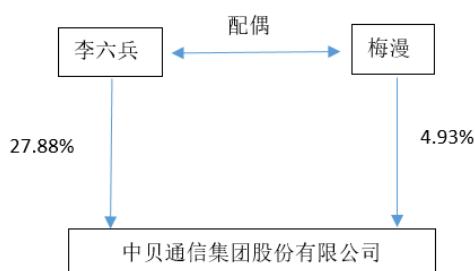 配偶
李六兵
梅漫
27.88%
4.93%
中贝通信集团股份有限公司